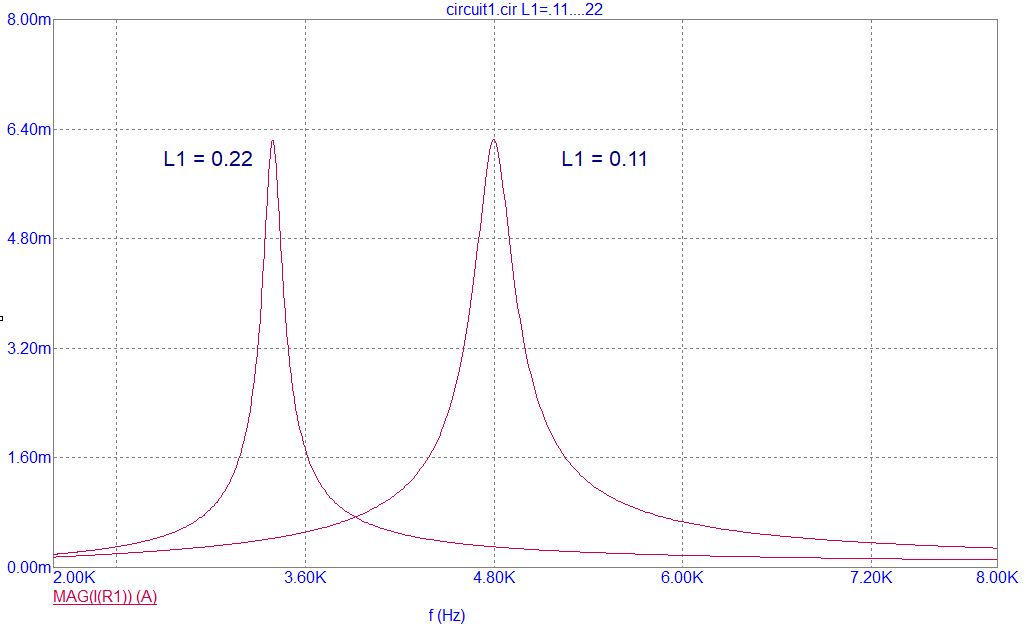 circuit1.cir L1=.11....22
8.00m
6.40m
L1 = 0.22
L1 = 0.11
4.80m
3.20m
1.60m
0.00m
2.00K 3.60K 4.80K 6.00K 7.20K 8.00K
MAG(I(R1)) (A)
f (Hz)